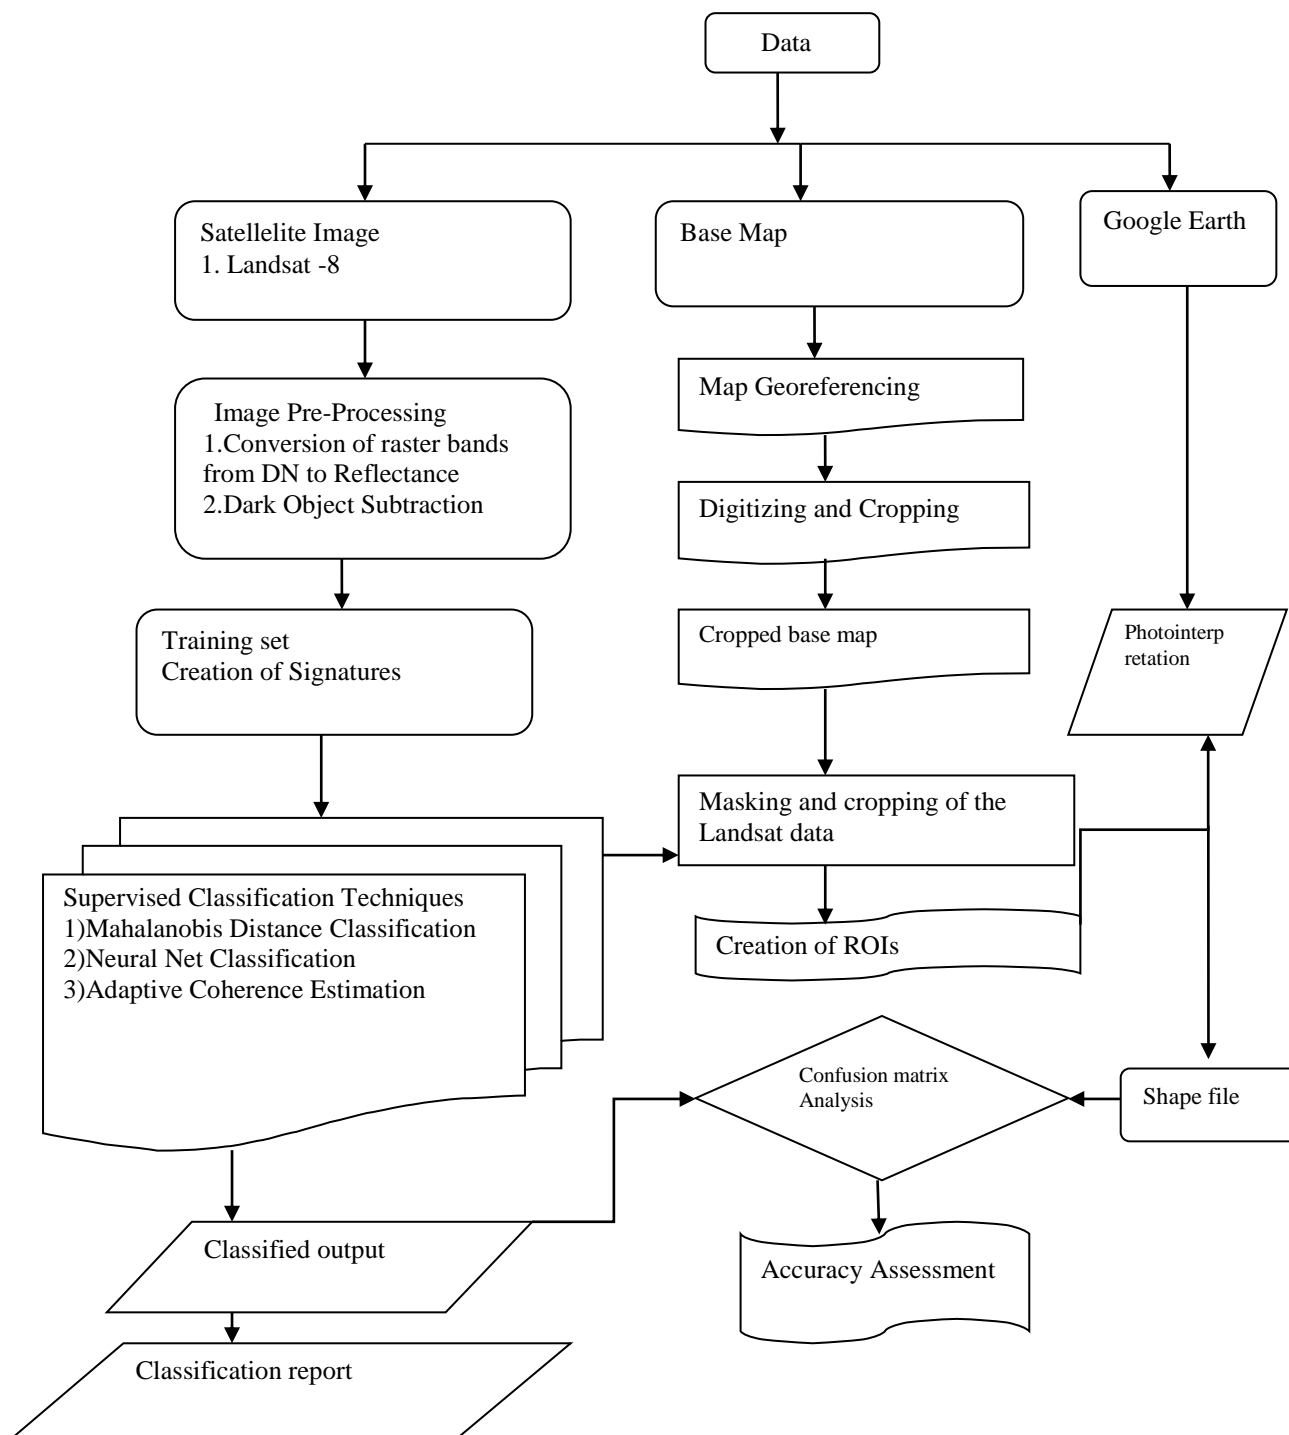 Data
Satellelite Image
1. Landsat -8
Base Map
Google Earth
Image Pre-Processing
1.Conversion of raster bands
from DN to Reflectance
2.Dark Object Subtraction
Map Georeferencing
Digitizing and Cropping
Training set
Creation of Signatures
Cropped base map
Photointerp
retation
Masking and cropping of the
Landsat data
Supervised Classification Techniques
1)Mahalanobis Distance Classification
2)Neural Net Classification
3)Adaptive Coherence Estimation
Creation of ROIs
Confusion matrix
Analysis
Shape file
Classified output
Accuracy Assessment
Classification report